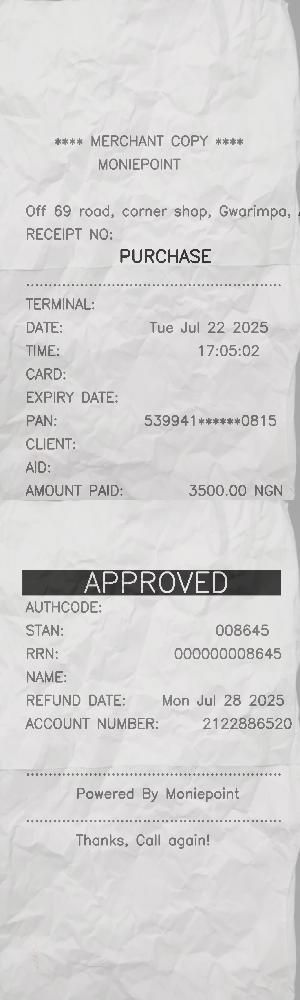 **** MERCHANT COPY ****
MONIEPOINT
Off 69 road, corner shop, Gwarimpa,
RECEIPT NO:
PURCHASE
TERMINAL:
DATE: Tue Jul 22 2025
TIME: 17:05:02
CARD:
EXPIRY DATE:
PAN: 539941******0815
CLIENT:
AID:
AMOUNT PAID: 3500.00 NGN
APPROVED
AUTHCODE:
STAN: 008645
RRN: 000000008645
NAME:
REFUND DATE: Mon Jul 28 2025
ACCOUNT NUMBER: 2122886520
Powered By Moniepoint
Thanks, Call again!